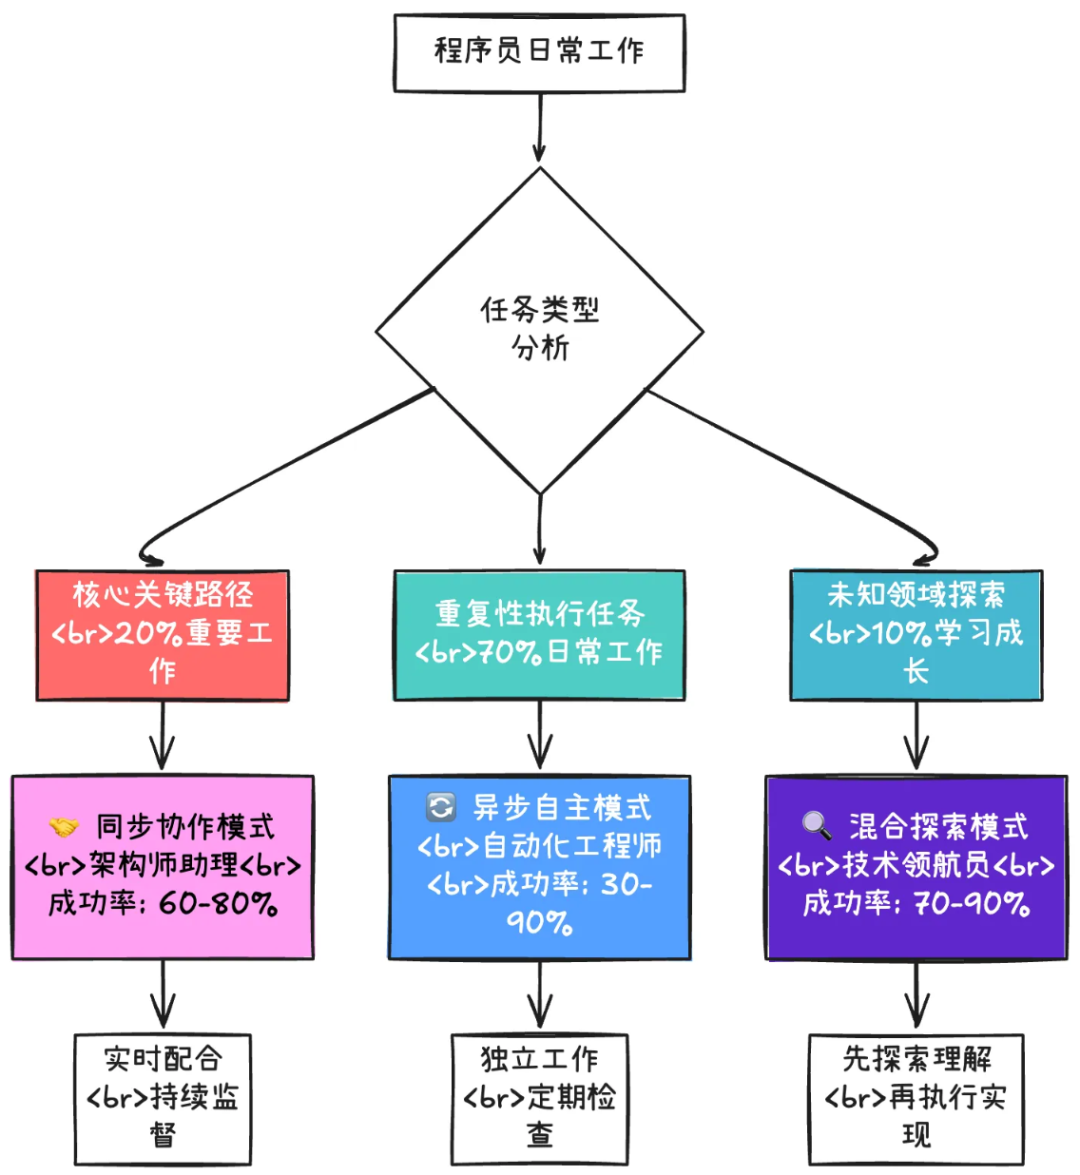 程序员日常工作
任务类型
分析
核心关键路径
<br>20%重要工
作
重复性执行任务
<br>70%日常工作
未知领域探索
<br>10%学习成
长
🤝 同步协作模式
<br>架构师助理<br>
成功率: 60-80%
🔄 异步自主模式
<br>自动化工程师
<br>成功率: 30-
90%
🔍 混合探索模式
<br>技术领航员<br>
成功率: 70-90%
实时配合
<br>持续监
督
独立工作
<br>定期检
查
先探索理解
<br>再执行实
现